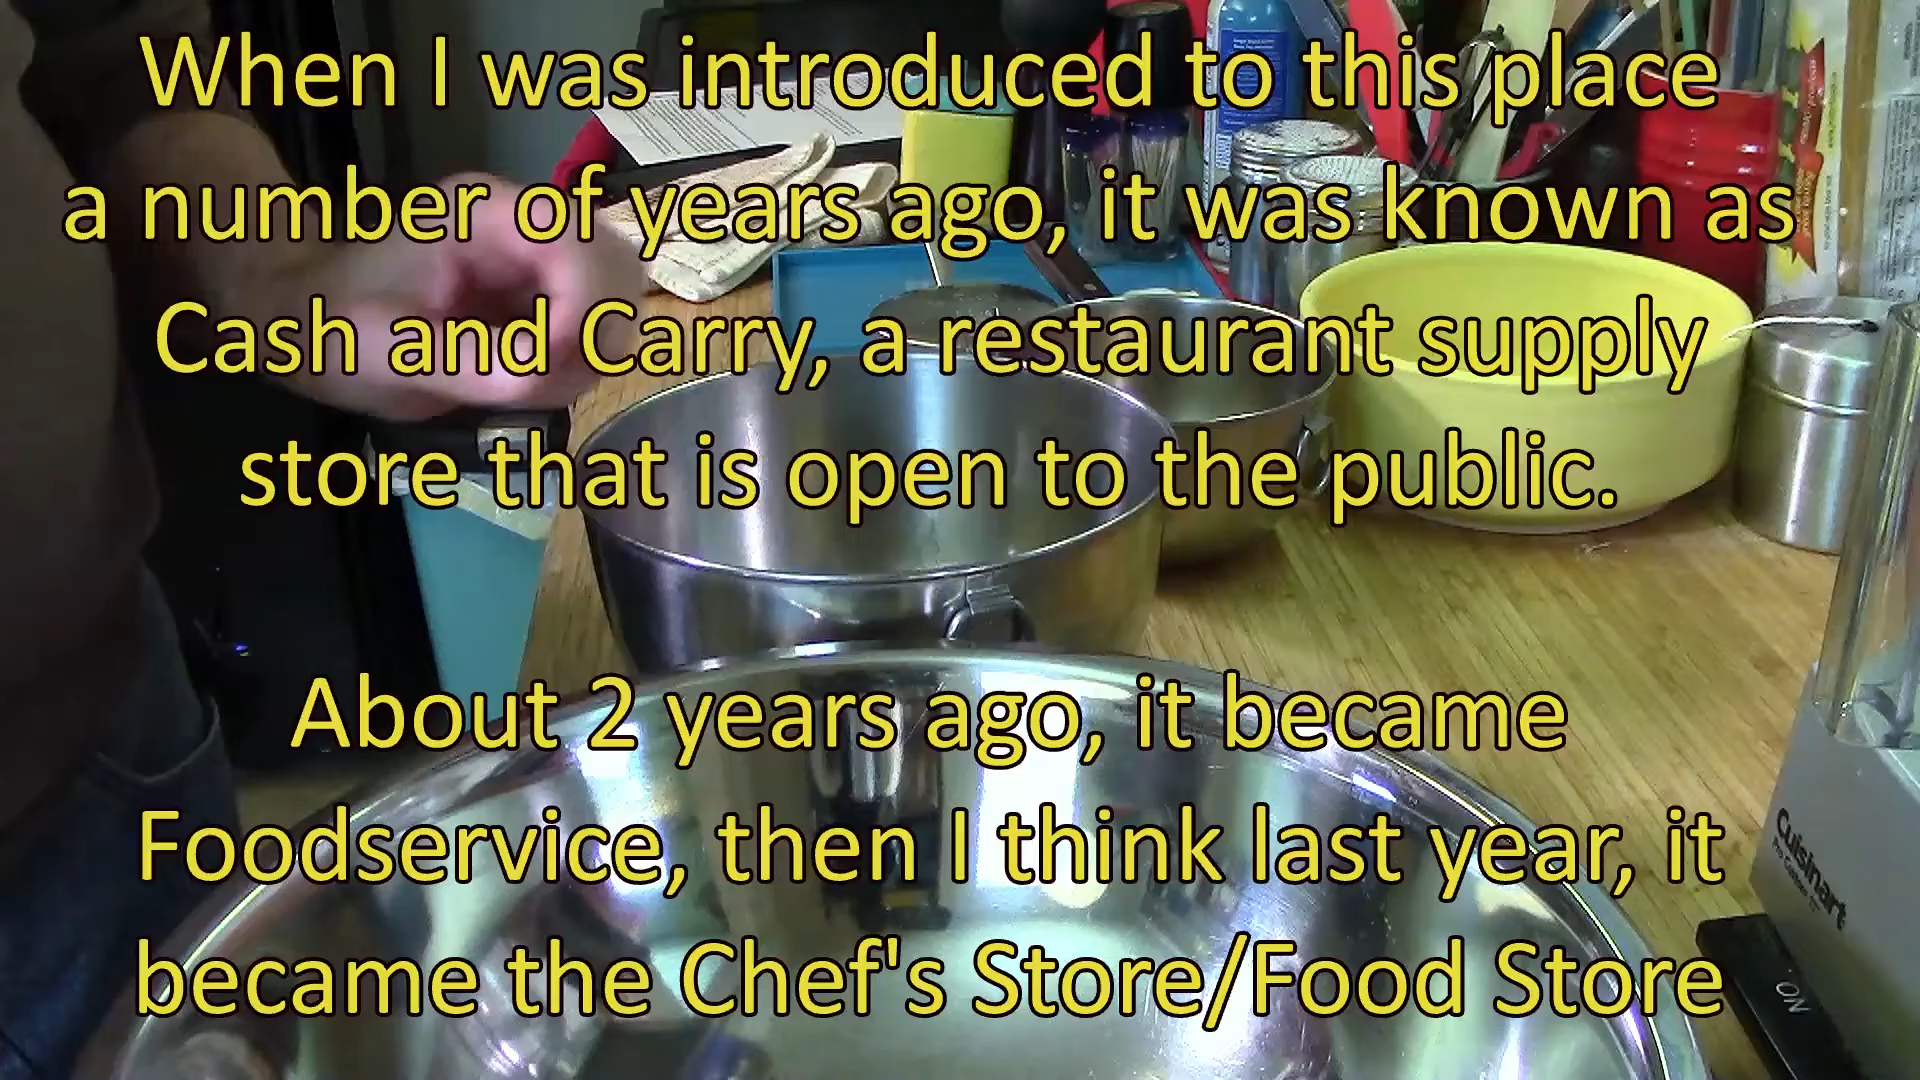 When I was introduced to this place
a number of years ago, it was known as
Cash and Carry, a restaurant supply
store that is open to the public.
About 2 years ago, it became
Foodservice, then I think last year, it
became the Chef's Store/Food Store
Cuisinart
ON